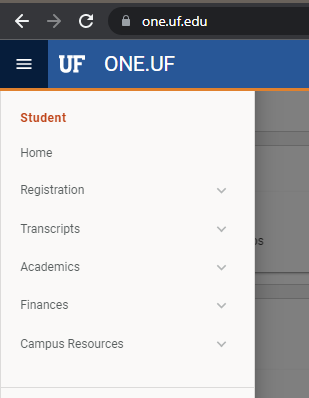 one.uf.edu
UF ONE.UF
Student
Home
Registration
Transcripts
Academics
Finances
Campus Resources